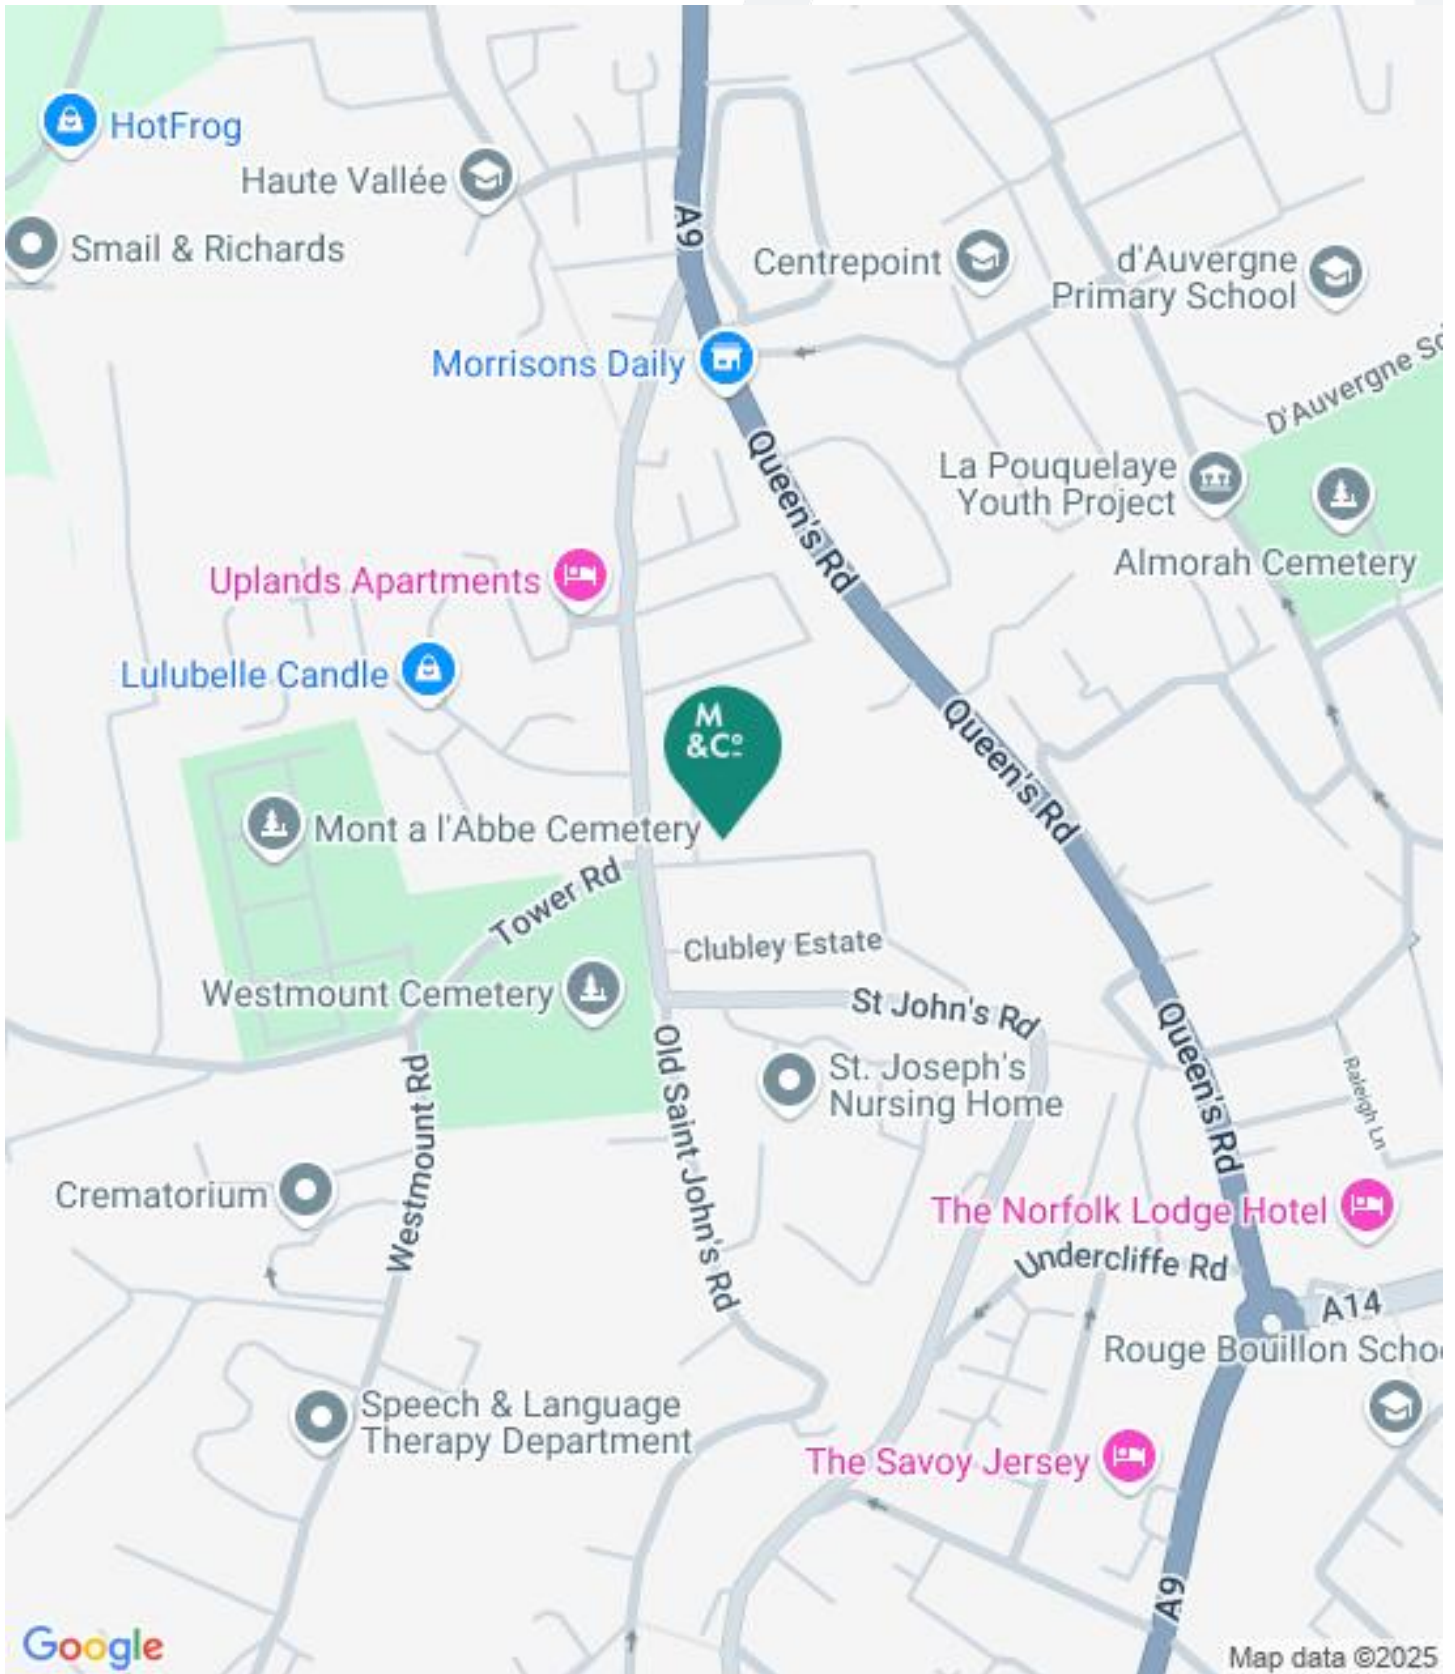 HotFrog
Haute Vallée
Smail & Richards
A9
Centrepoint
d'Auvergne
Primary School
Morrisons Daily
D'Auvergne Sc
Queen's Rd
La Pouquelaye
Youth Project
Almorah Cemetery
Uplands Apartments
Lulubelle Candle
M
&Co
Queen's Rd
Mont a l'Abbe Cemetery
Tower Rd
Clubley Estate
Westmount Cemetery
St John's Rd
Queen's Rd
Old Saint John's Rd
St. Joseph's
Nursing Home
Raleigh Ln
Westmount Rd
Crematorium
The Norfolk Lodge Hotel
Undercliffe Rd
A14
Rouge Bouillon Schoo
Speech & Language
Therapy Department
The Savoy Jersey
A9
Google
Map data ©2025